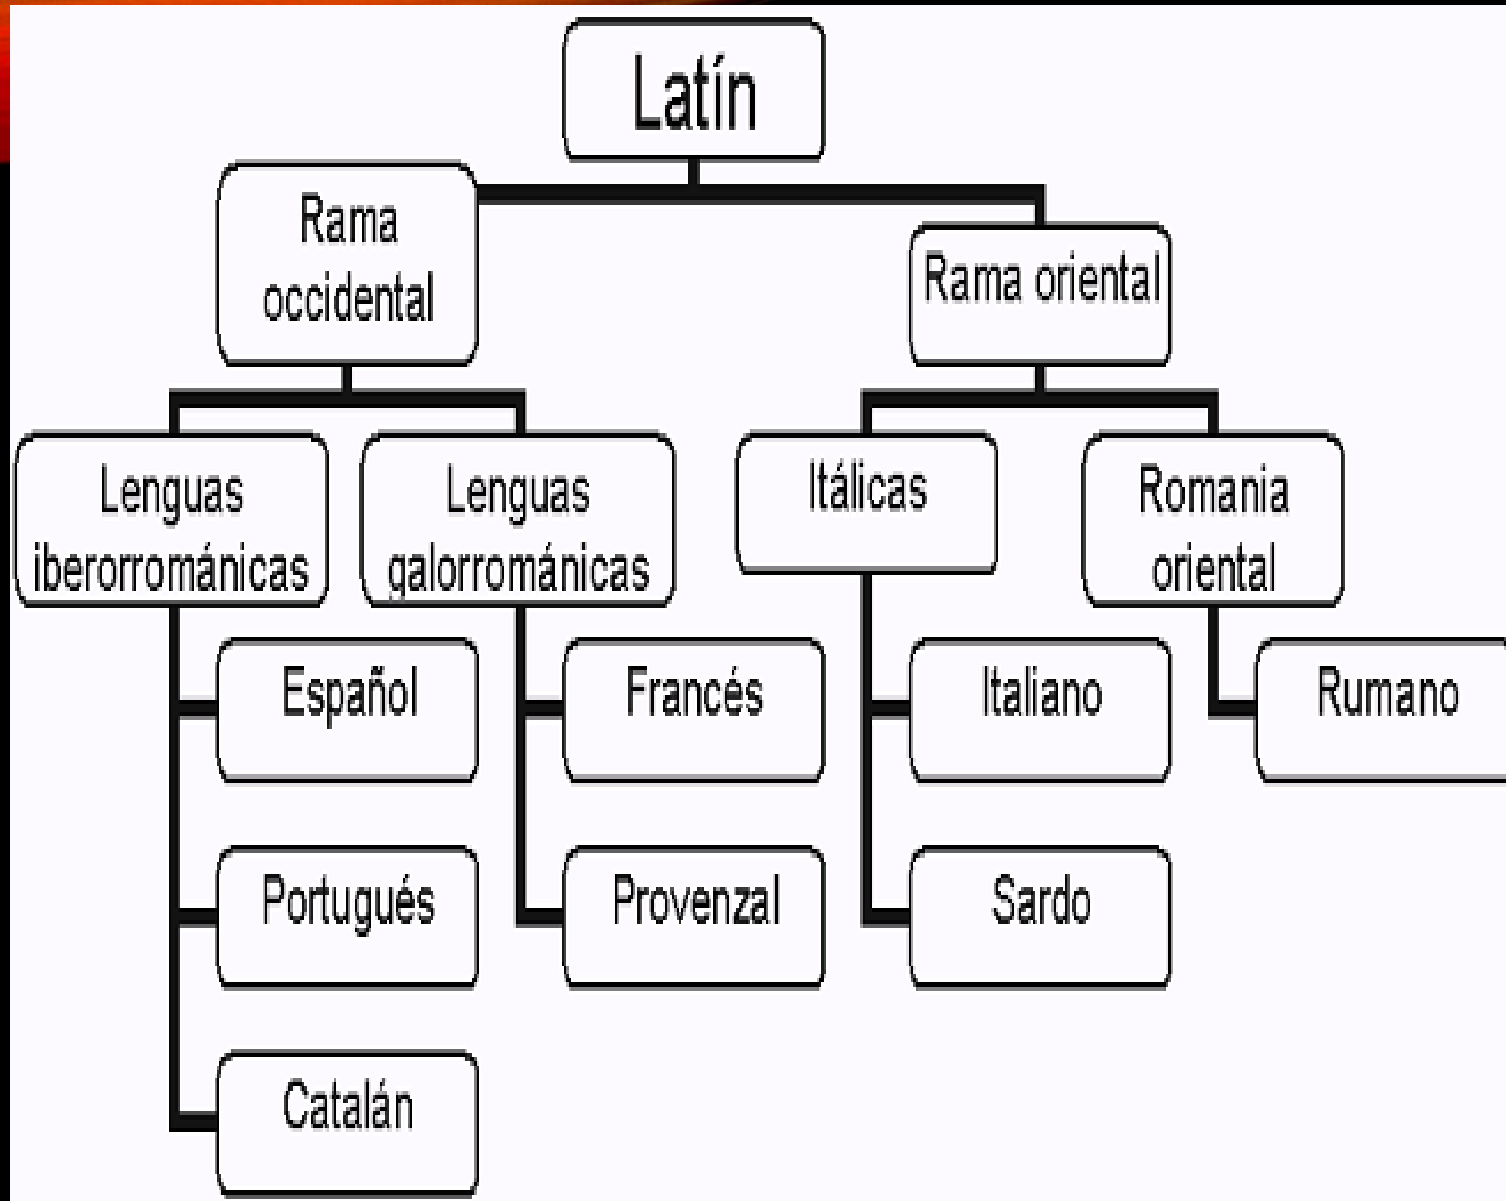 Latín
Rama
occidental
Rama oriental
Lenguas
iberorrománicas
Lenguas
galorrománicas
Itálicas
Romania
oriental
Español
Francés
Italiano
Rumano
Portugués
Provenzal
Sardo
Catalán